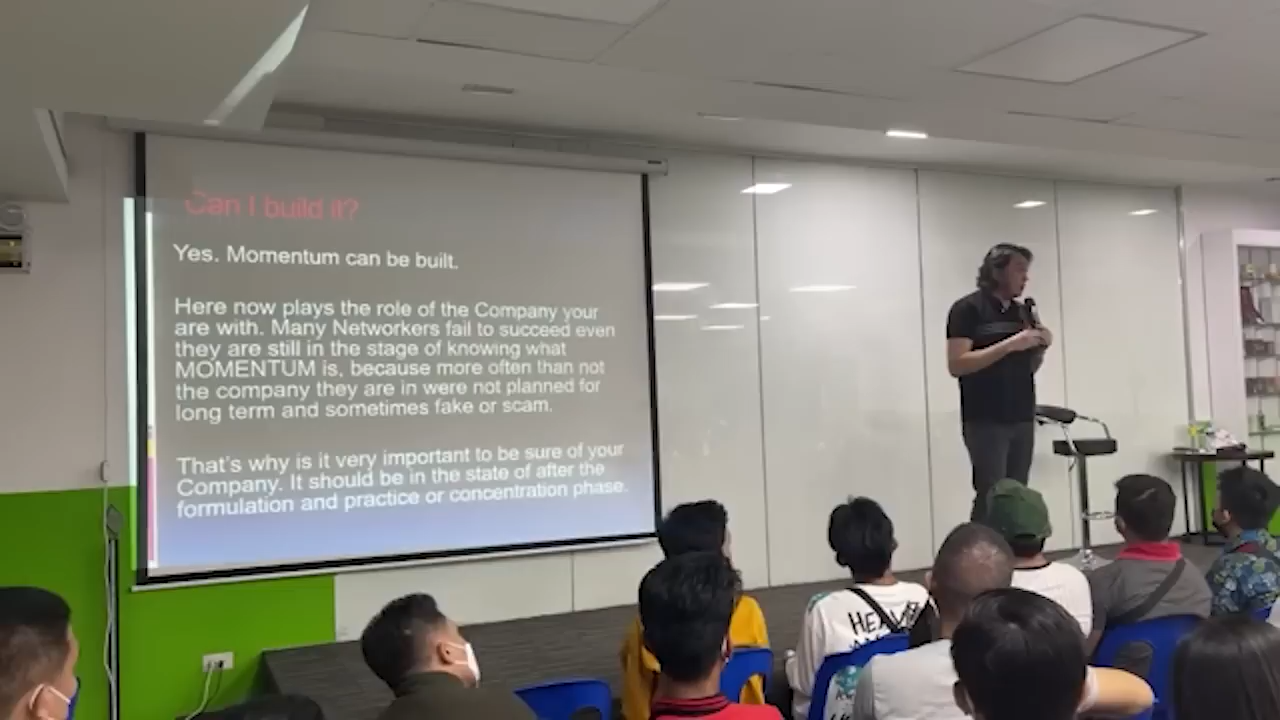 Can I build it?
Yes. Momentum can be built.
Here now plays the role of the Company your
are with. Many Networkers fail to succeed even
they are still in the stage of knowing what
MOMENTUM is, because more often than not
the company they are in were not planned for
long term and sometimes fake or scam.
That's why is it very important to be sure of your
Company. It should be in the state of after the
formulation and practice or concentration phase.